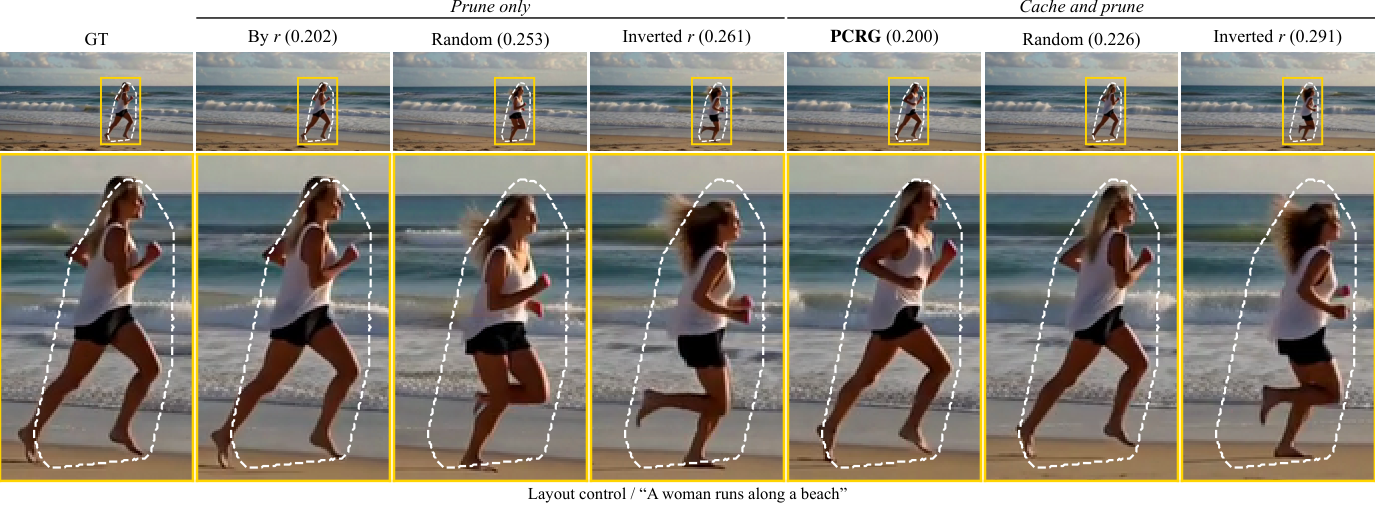 Prune only
Cache and prune
GT
By r (0.202)
Random (0.253)
Inverted r (0.261)
PCRG (0.200)
Random (0.226)
Inverted r (0.291)
Layout control / “A woman runs along a beach”